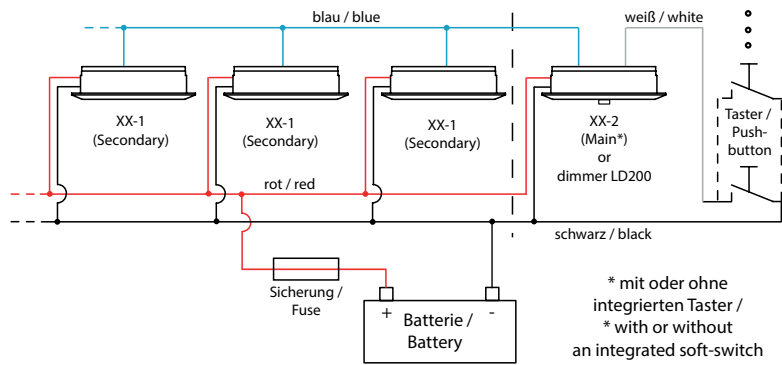 blau / blue
weiß / white
XX-1
(Secondary)
XX-1
(Secondary)
XX-1
(Secondary)
XX-2
(Main*)
or
dimmer LD200
Taster /
Push-
button
rot / red
schwarz / black
Sicherung /
Fuse
+
-
Batterie /
Battery
* mit oder ohne
integrierten Taster /
* with or without
an integrated soft-switch